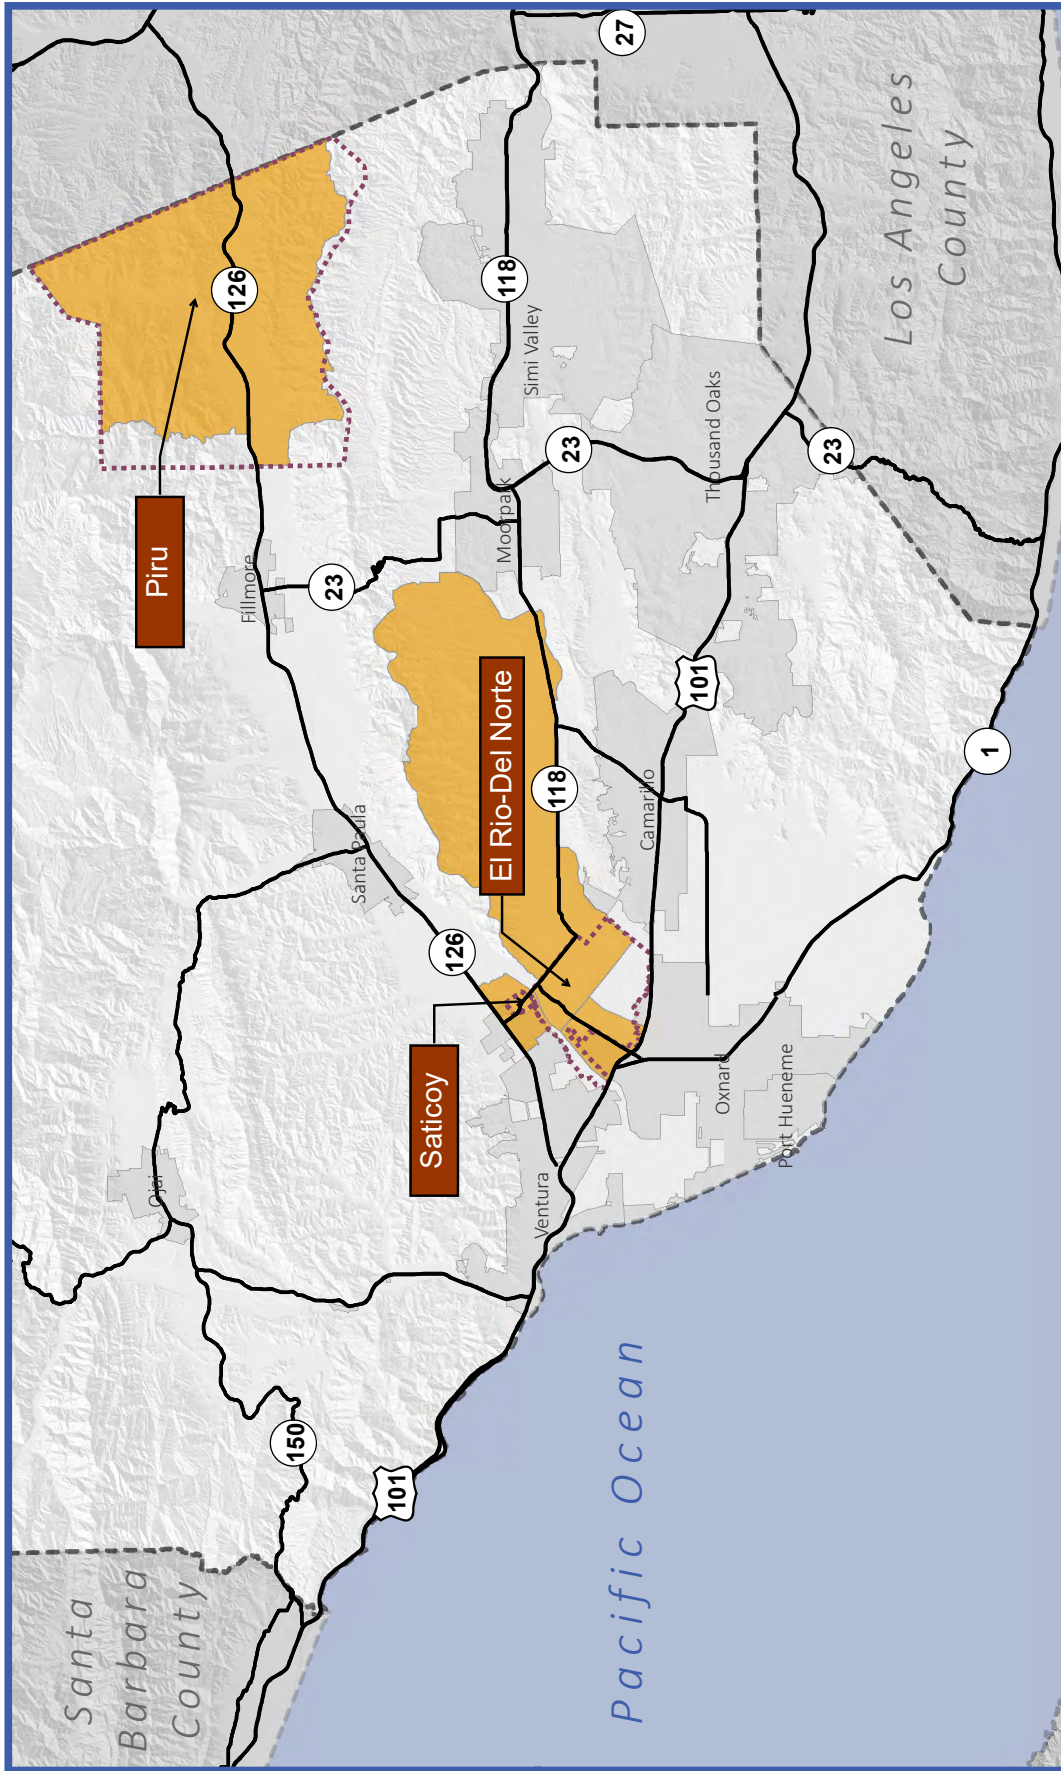 Santa
Barbara
County
150
101
Ojai
Ventura
Pacific Ocean
Saticoy
126
Santa Paula
El Rio-Del Norte
118
Camarillo
Oxnard
Port Hueneme
101
1
Piru
Fillmore
23
126
Moorpark
118
Simi Valley
23
Thousand Oaks
23
27
Los Angeles
County